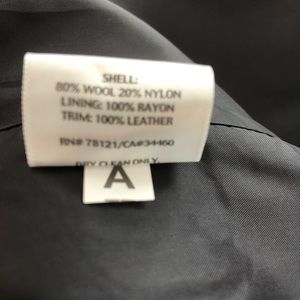 SHELL:
80% WOOL 20% NYLON
LINING: 100% RAYON
TRIM: 100% LEATHER
RN# 78121/CA#34460
DRY CLEAN ONLY
A